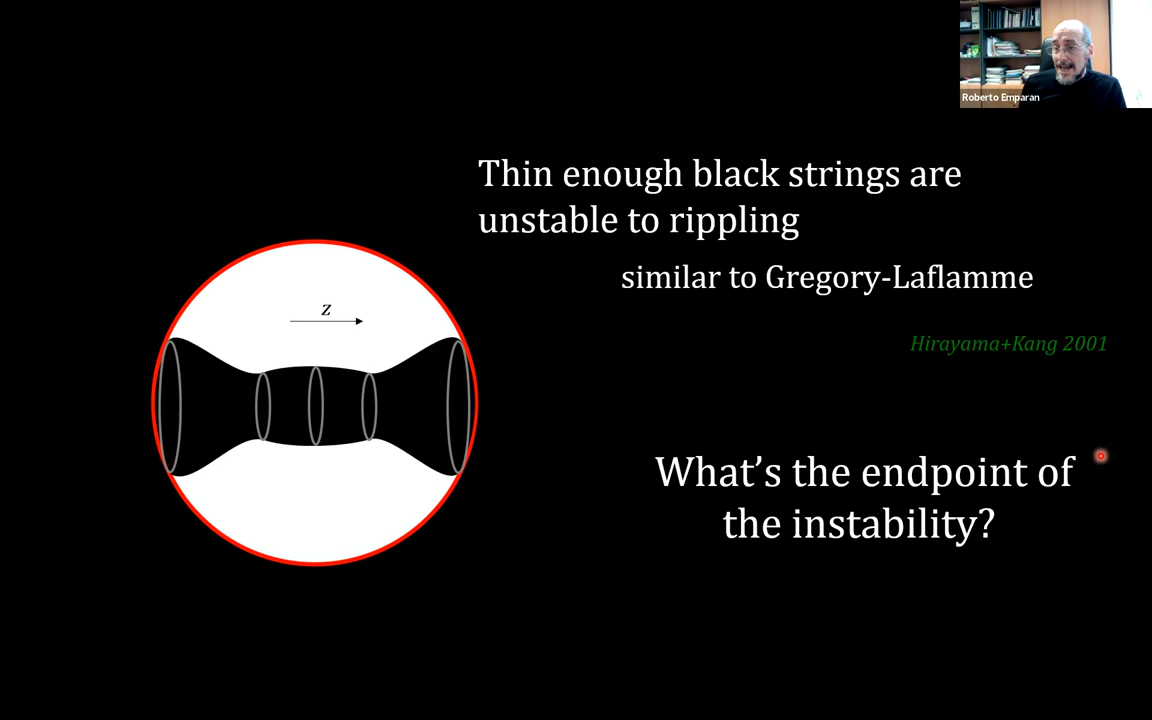 Roberto Emparan
Thin enough black strings are
unstable to rippling
similar to Gregory-Laflamme
z
Hirayama+Kang 2001
What’s the endpoint of
the instability?